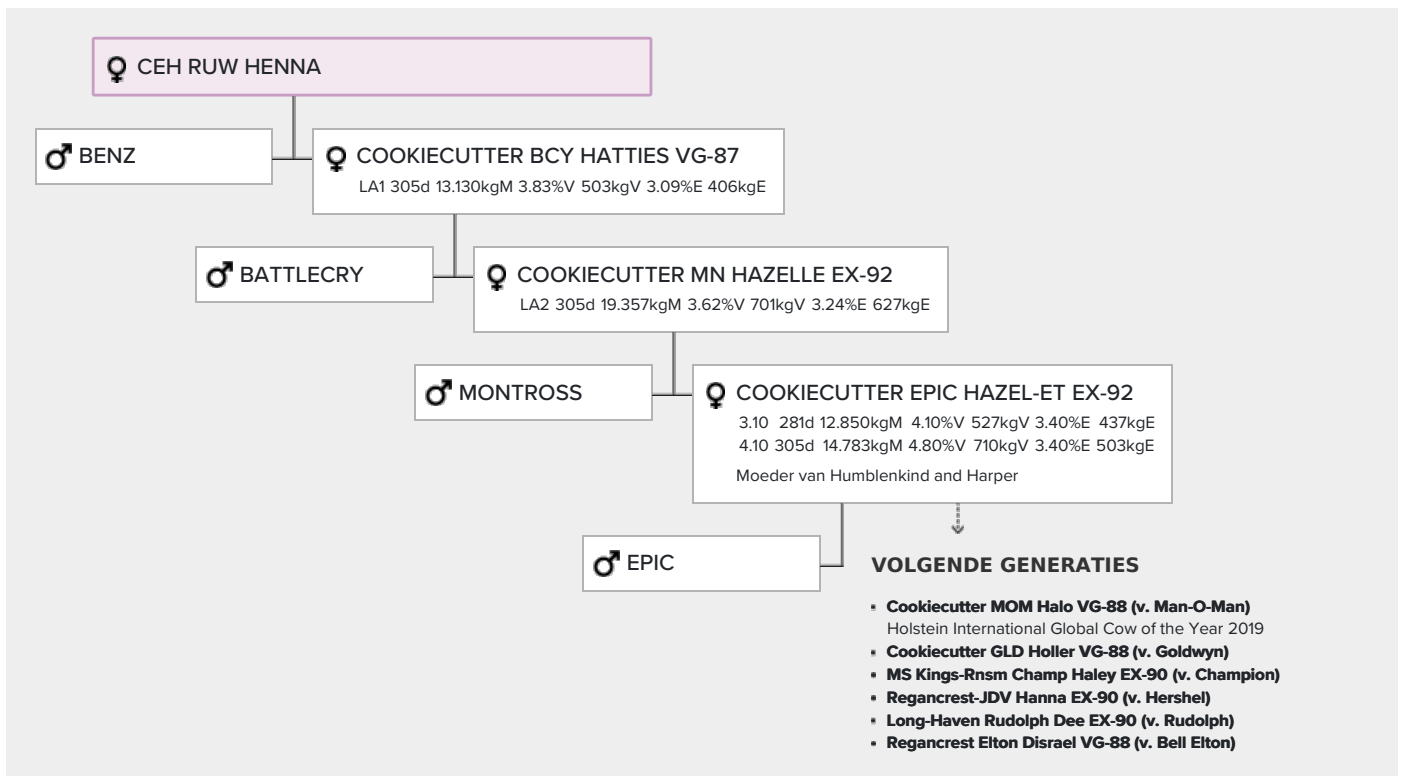 CEH RUW HENNA
BENZ
COOKIECUTTER BCY HATTIES VG-87
LA1 305d 13.130kgM 3.83%V 503kgV 3.09%E 406kgE
BATTLECRY
COOKIECUTTER MN HAZELLE EX-92
LA2 305d 19.357kgM 3.62%V 701kgV 3.24%E 627kgE
MONTROSS
COOKIECUTTER EPIC HAZEL-ET EX-92
3.10 281d 12.850kgM 4.10%V 527kgV 3.40%E 437kgE
4.10 305d 14.783kgM 4.80%V 710kgV 3.40%E 503kgE
Moeder van Humblenkind and Harper
EPIC
VOLGENDE GENERATIES
Cookiecutter MOM Halo VG-88 (v. Man-O-Man)
Holstein International Global Cow of the Year 2019
Cookiecutter GLD Holler VG-88 (v. Goldwyn)
MS Kings-Rnsm Champ Haley EX-90 (v. Champion)
Regancrest-JDV Hanna EX-90 (v. Hershel)
Long-Haven Rudolph Dee EX-90 (v. Rudolph)
Regancrest Elton Disrael VG-88 (v. Bell Elton)